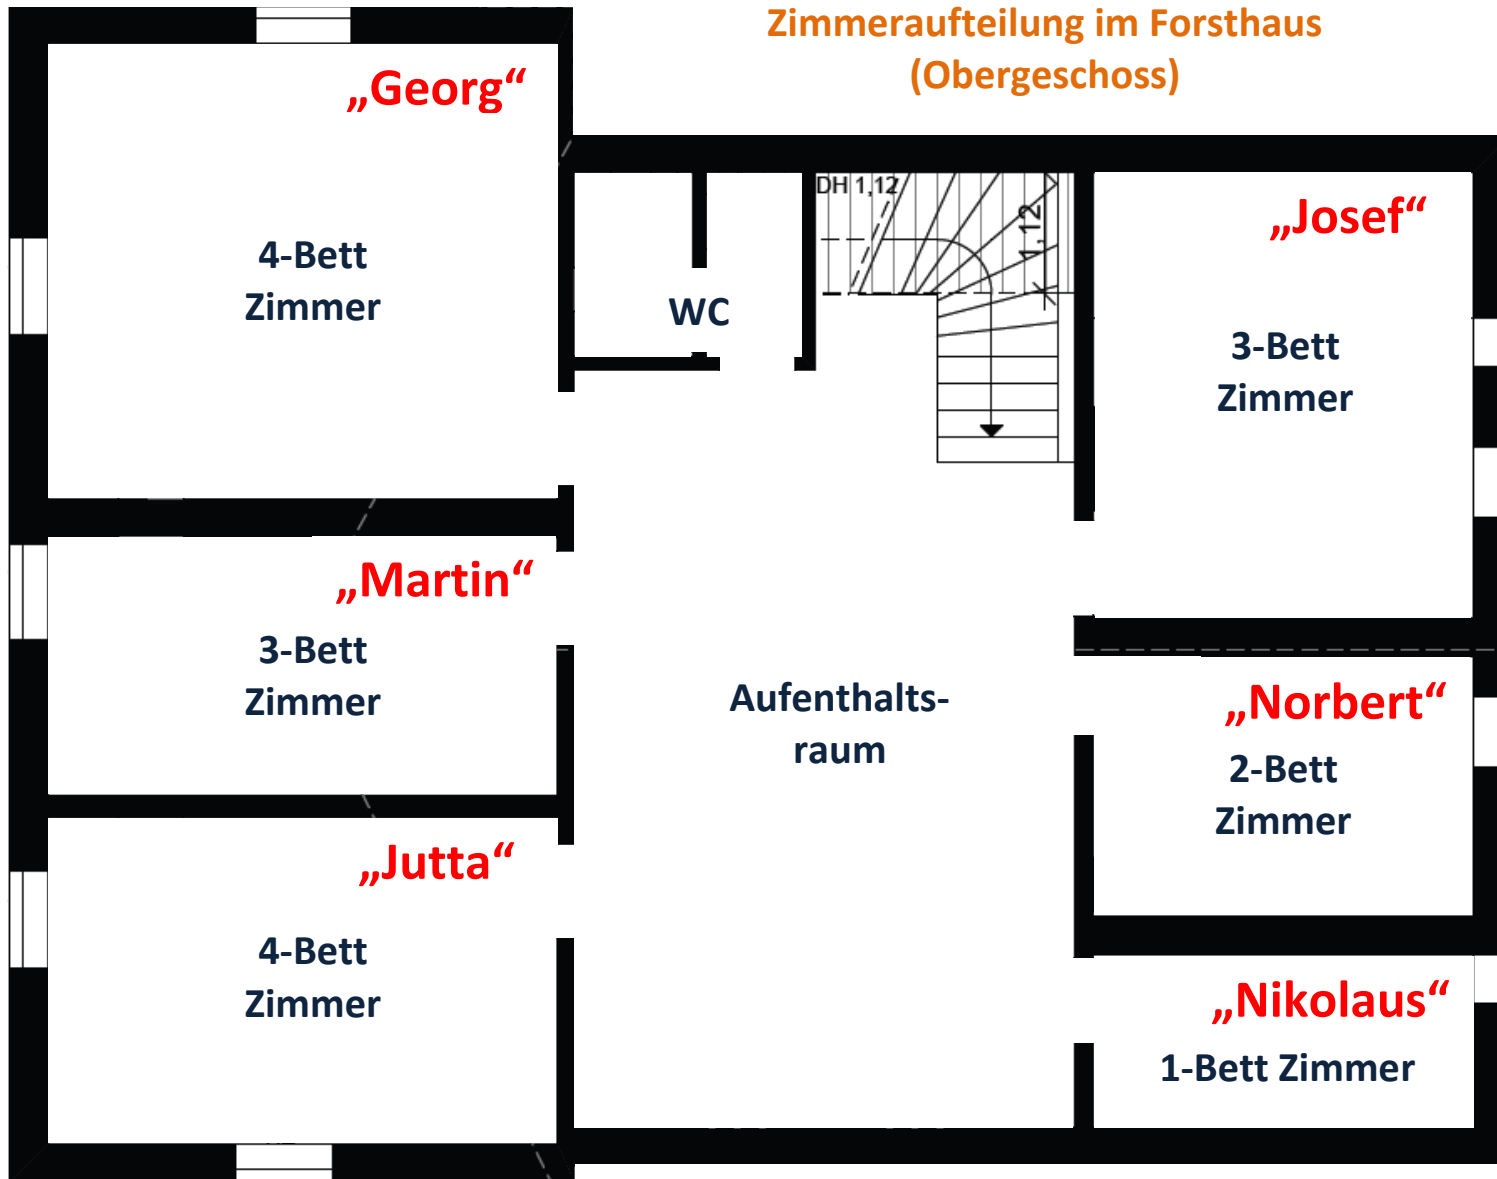 Zimmeraufteilung im Forsthaus
(Obergeschoss)
„Georg“
4-Bett
Zimmer
WC
DH 1,12
1,12
„Josef“
3-Bett
Zimmer
„Martin“
3-Bett
Zimmer
Aufenthalts-
raum
„Norbert“
2-Bett
Zimmer
„Jutta“
4-Bett
Zimmer
„Nikolaus“
1-Bett Zimmer